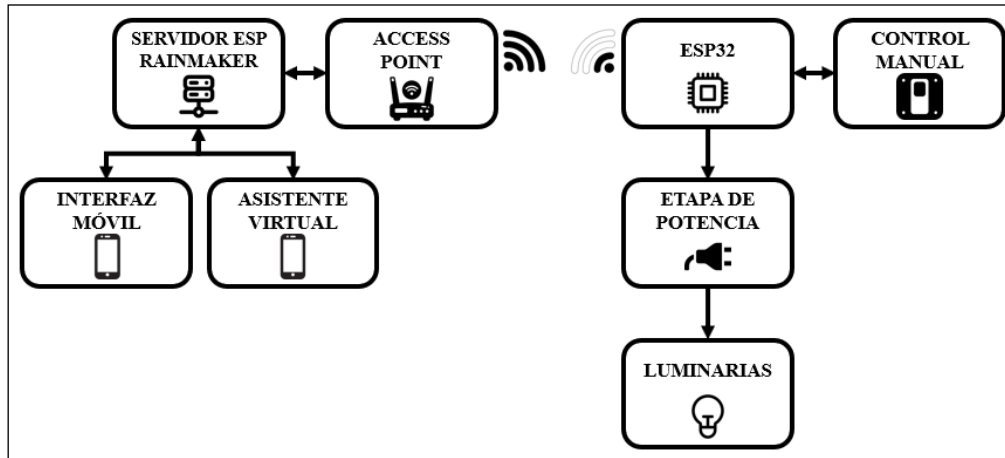 SERVIDOR ESP
RAINMAKER
ACCESS
POINT
ESP32
CONTROL
MANUAL
INTERFAZ
MÓVIL
ASISTENTE
VIRTUAL
ETAPA DE
POTENCIA
LUMINARIAS